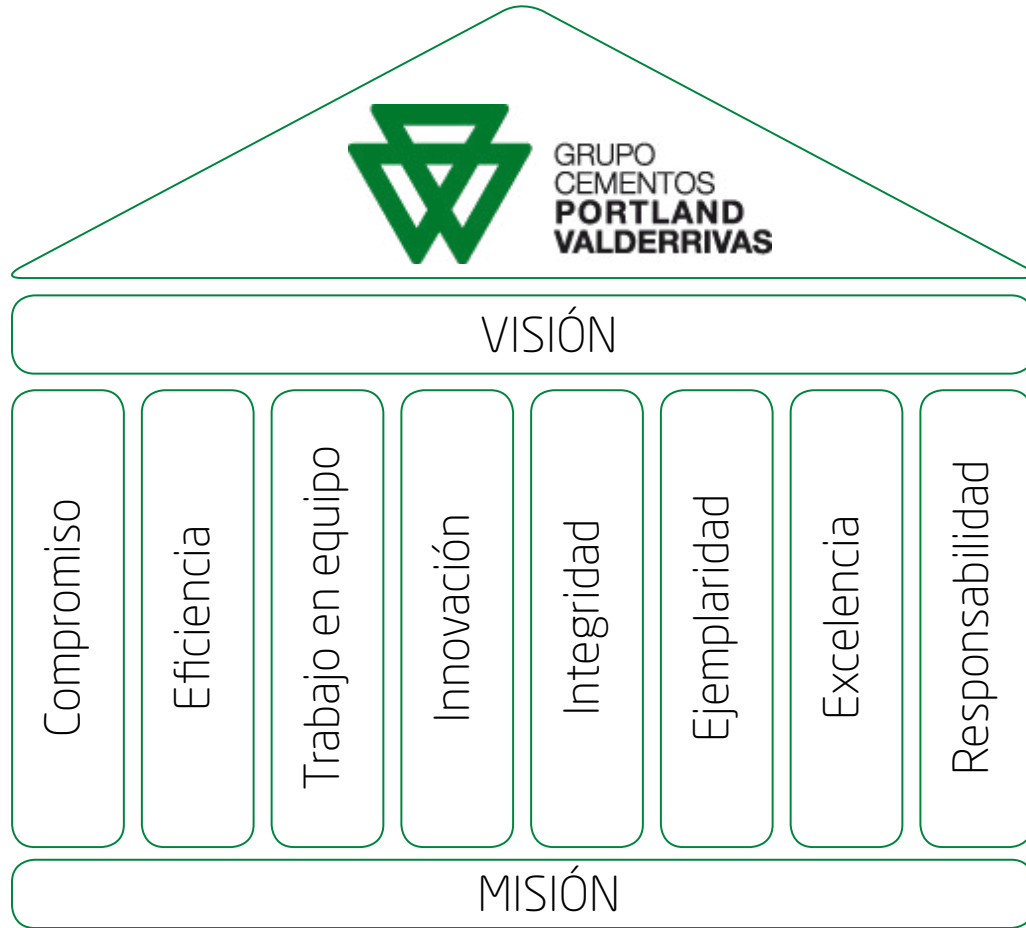 GRUPO
CEMENTOS
PORTLAND
VALDERRIVAS
VISIÓN
Compromiso
Eficiencia
Trabajo en equipo
Innovación
Integridad
Ejemplaridad
Excelencia
Responsabilidad
MISIÓN